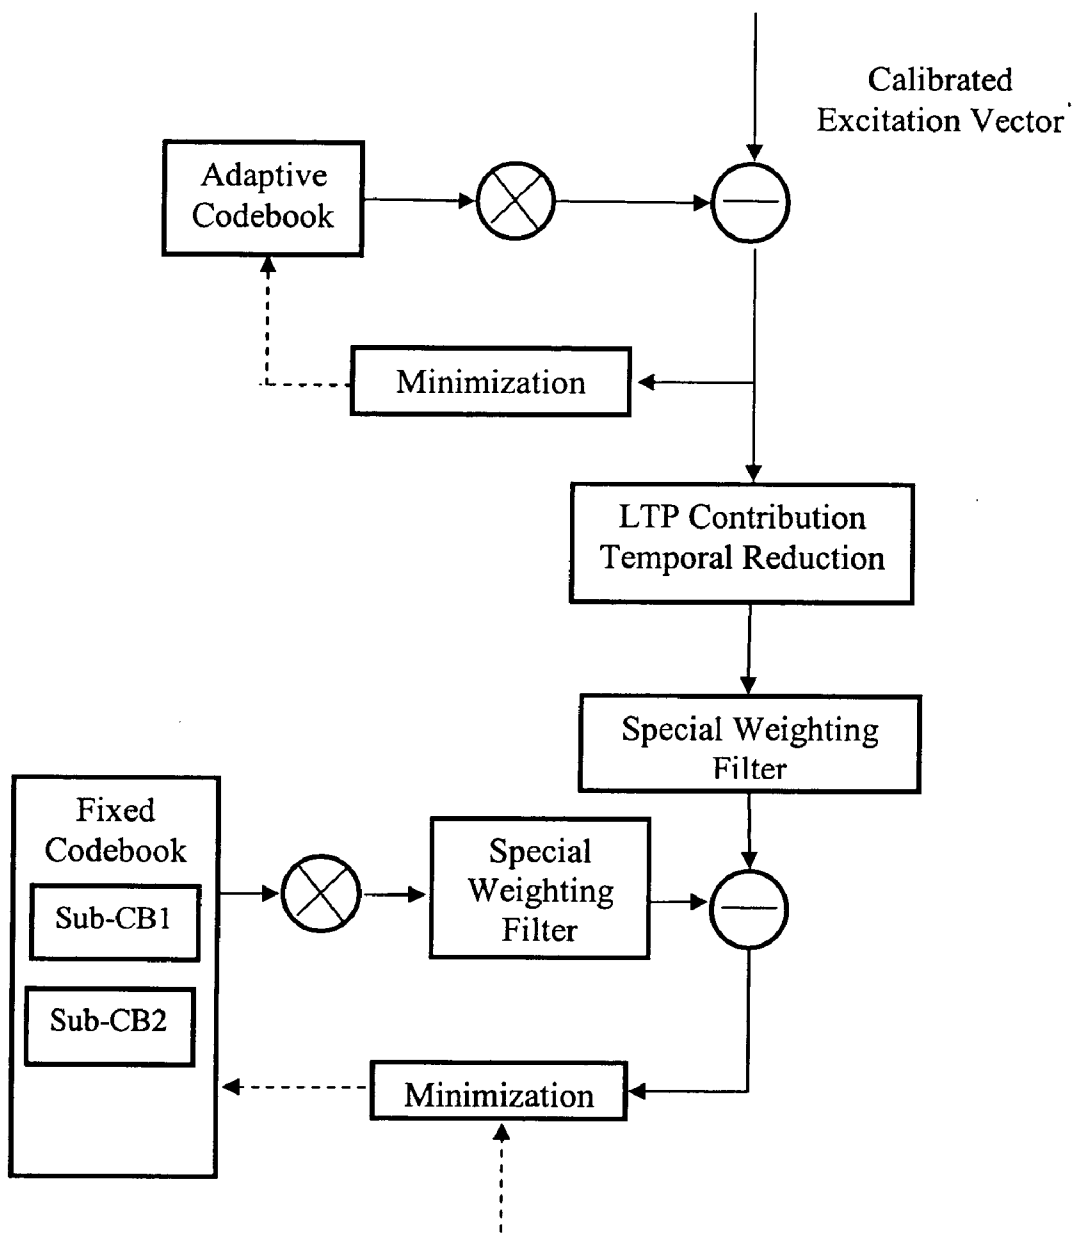 Calibrated
Excitation Vector
Adaptive
Codebook
Minimization
LTP Contribution
Temporal Reduction
Special Weighting
Filter
Fixed
Codebook
Special
Weighting
Filter
Sub-CB1
Sub-CB2
Minimization